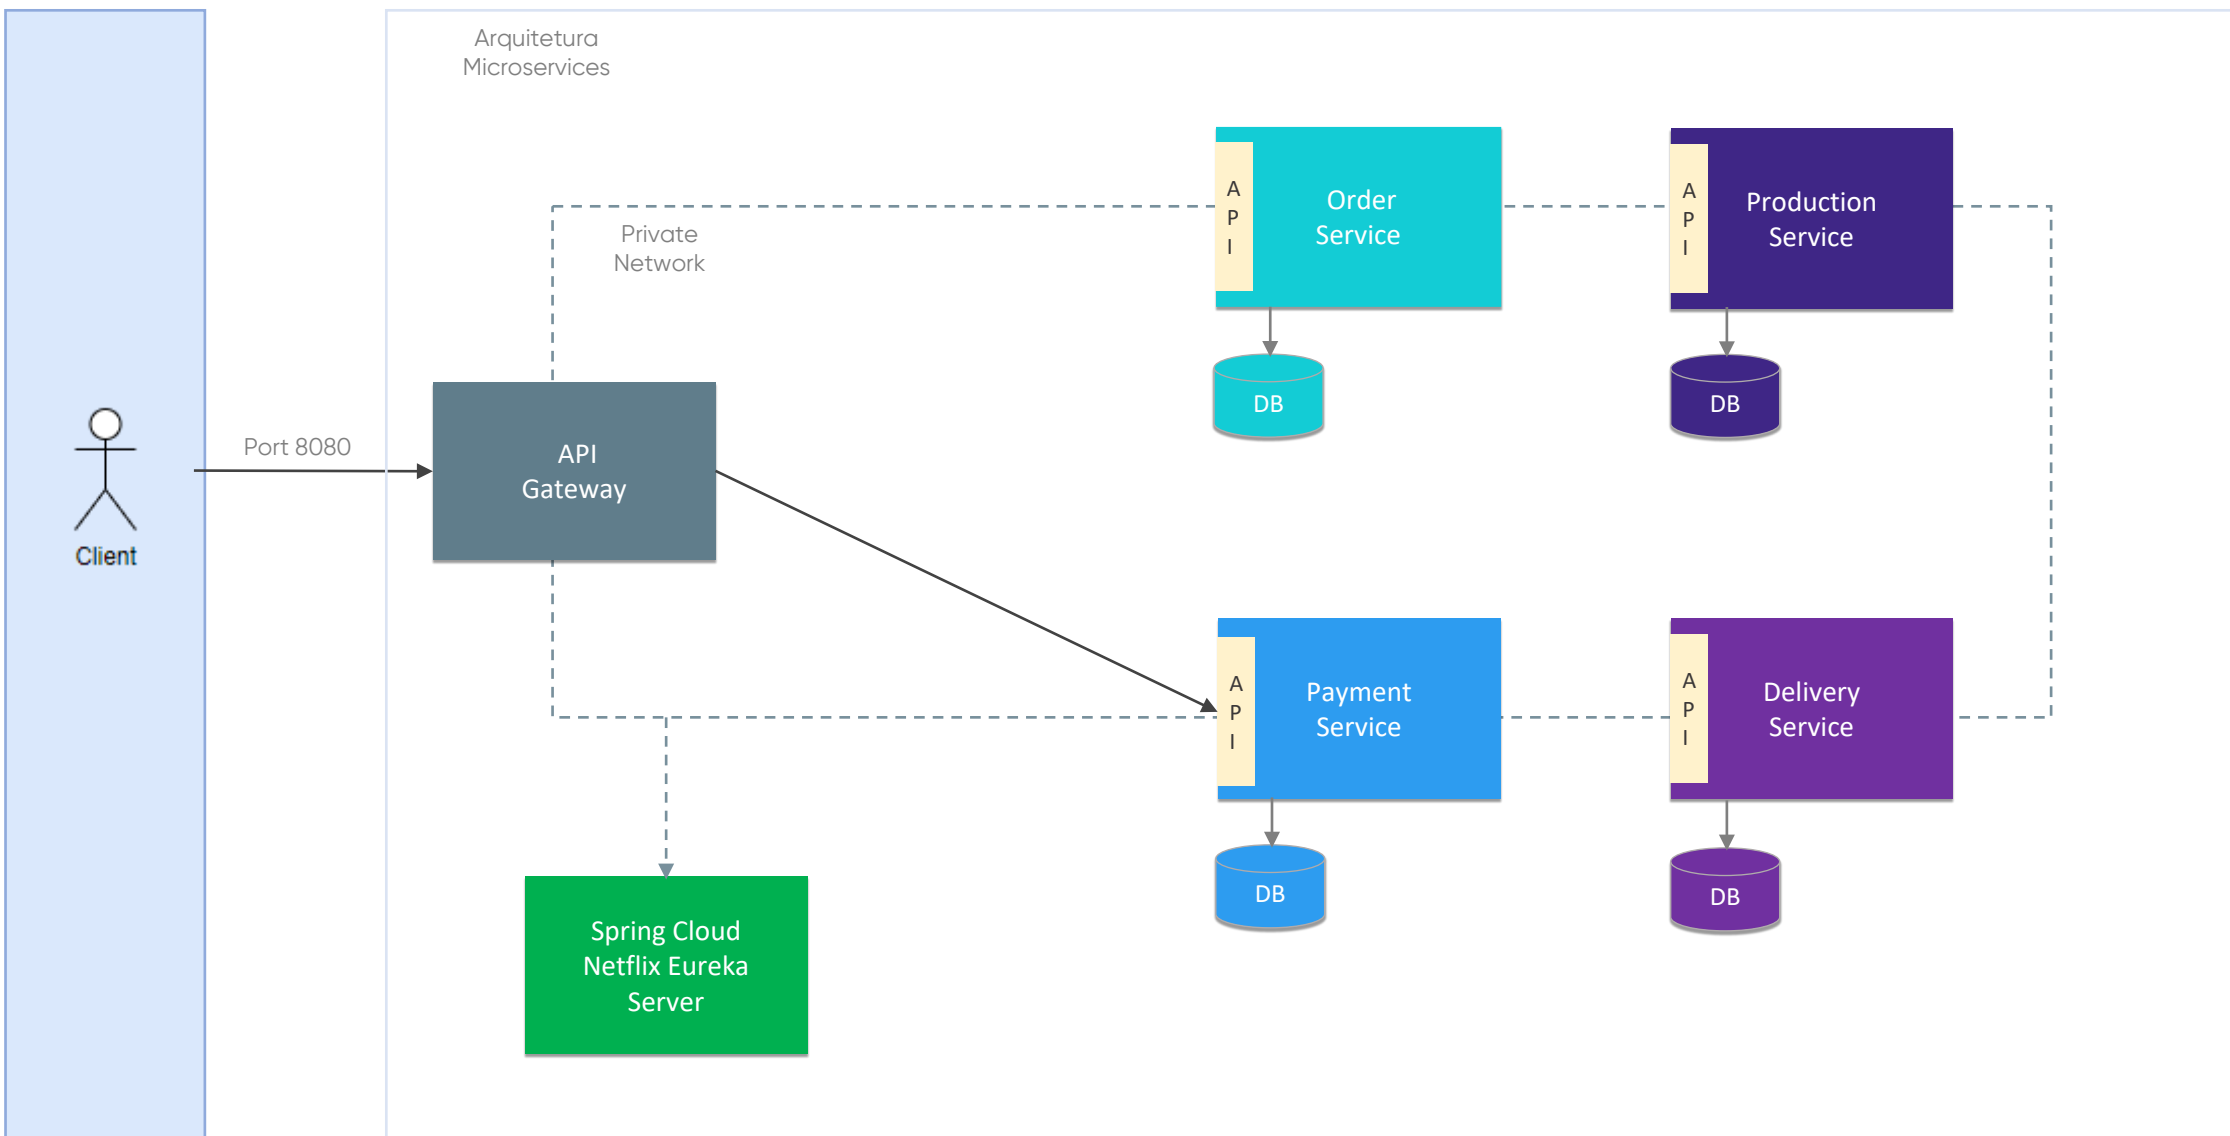 Arquitetura
Microservices
Private
Network
Port 8080
Client
API
Gateway
A
P
I
Order
Service
DB
A
P
I
Production
Service
DB
A
P
I
Payment
Service
DB
A
P
I
Delivery
Service
DB
Spring Cloud
Netflix Eureka
Server